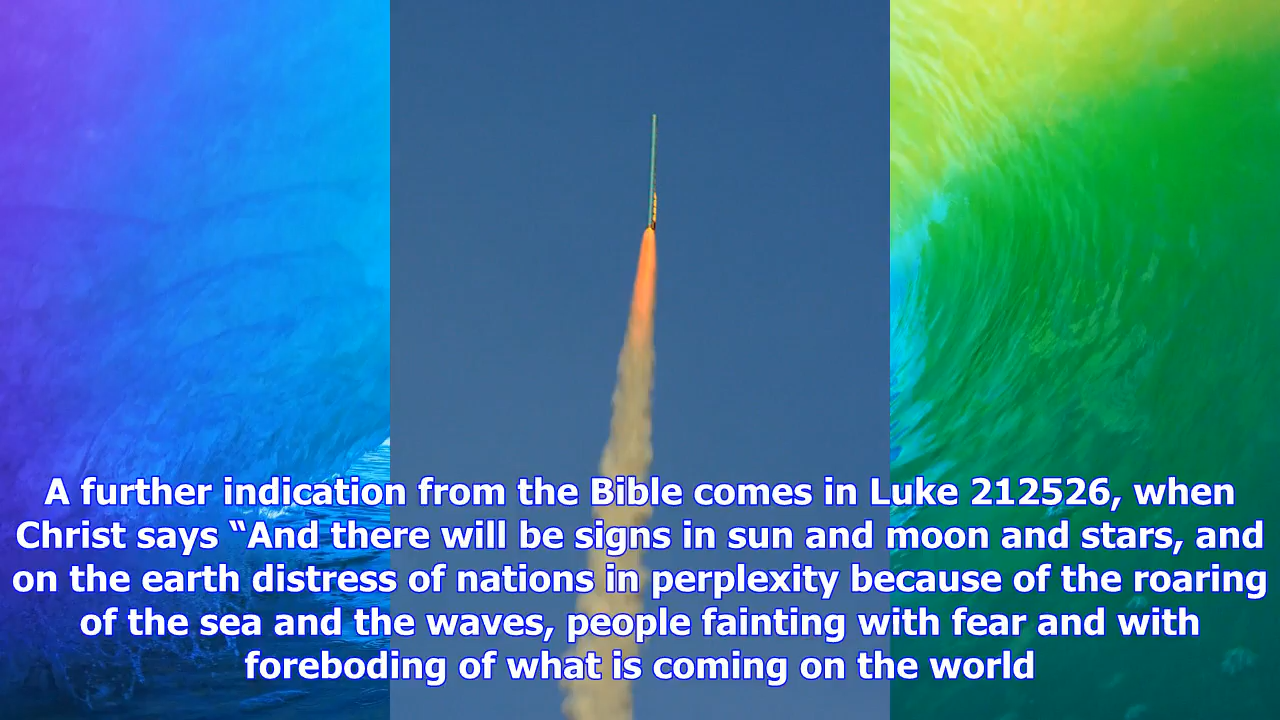 A further indication from the Bible comes in Luke 212526, when
Christ says “And there will be signs in sun and moon and stars, and
on the earth distress of nations in perplexity because of the roaring
of the sea and the waves, people fainting with fear and with
foreboding of what is coming on the world